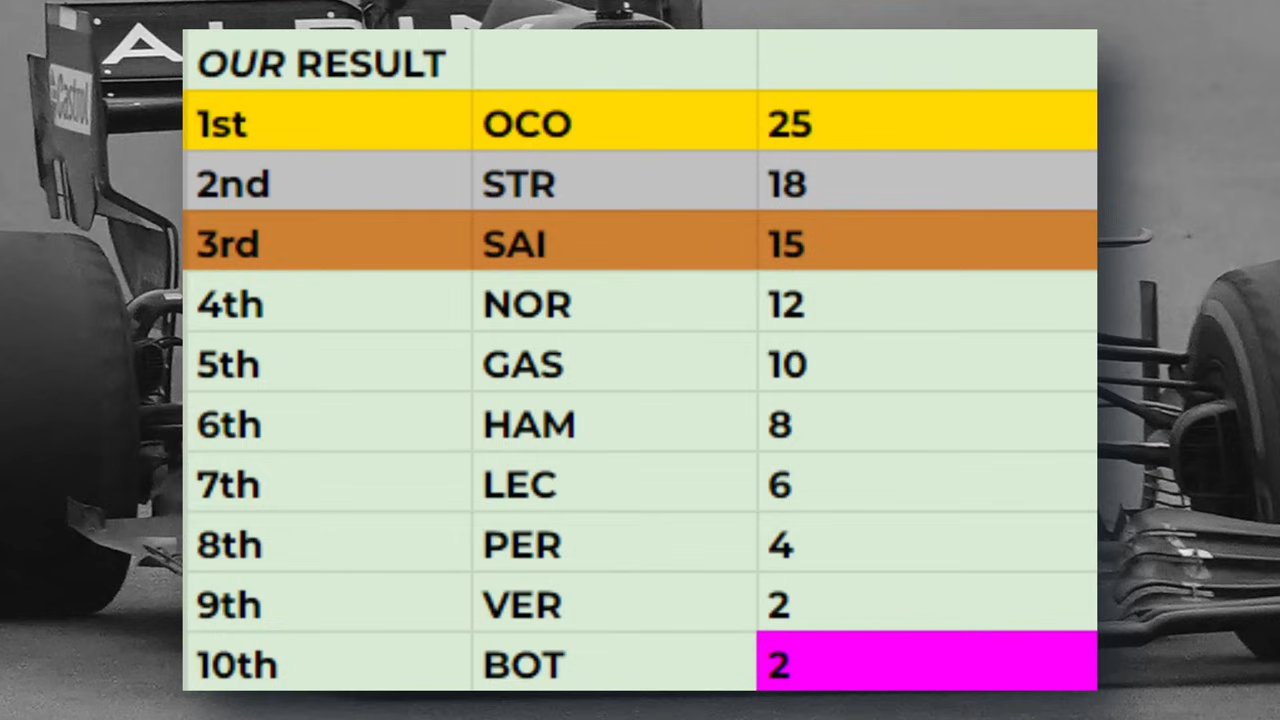 Castrol
OUR RESULT
1st OCO 25
2nd STR 18
3rd SAI 15
4th NOR 12
5th GAS 10
6th HAM 8
7th LEC 6
8th PER 4
9th VER 2
10th BOT 2